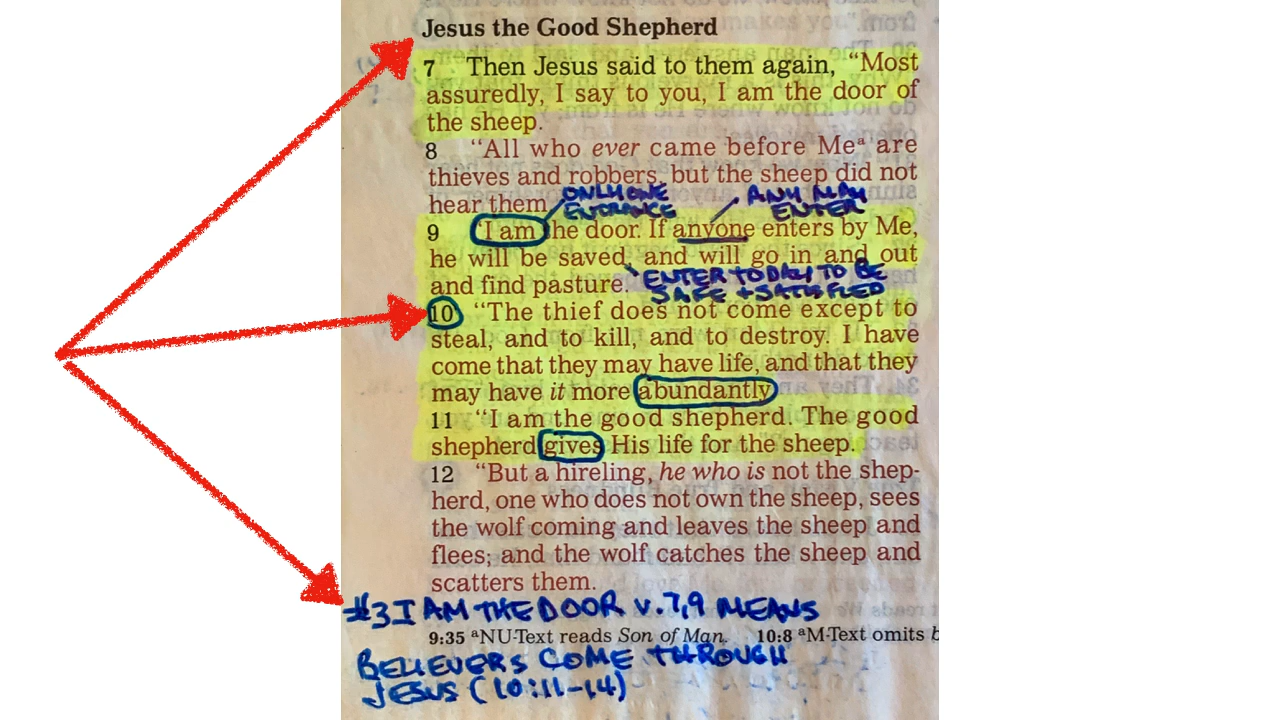 Jesus the Good Shepherd
7 Then Jesus said to them again, “Most
assuredly, I say to you, I am the door of
the sheep.
8 “All who ever came before Meᵃ are
thieves and robbers, but the sheep did not
hear them
ONLY ONE
ENTRANCE
ANY MAY
ENTER
9 “I am the door. If anyone enters by Me,
he will be saved, and will go in and out
and find pasture.
ENTER TODAY TO BE
SAFE + SATISFIED
10 “The thief does not come except to
steal, and to kill, and to destroy. I have
come that they may have life, and that they
may have it more abundantly
11 “I am the good shepherd. The good
shepherd gives His life for the sheep.
12 “But a hireling, he who is not the shep-
herd, one who does not own the sheep, sees
the wolf coming and leaves the sheep and
flees; and the wolf catches the sheep and
scatters them.
#3 I AM THE DOOR v.7,9 MEANS
9:35 ᵃNU-Text reads Son of Man. 10:8 ᵃM-Text omits
BELIEVERS COME THROUGH
JESUS (10:11-14)